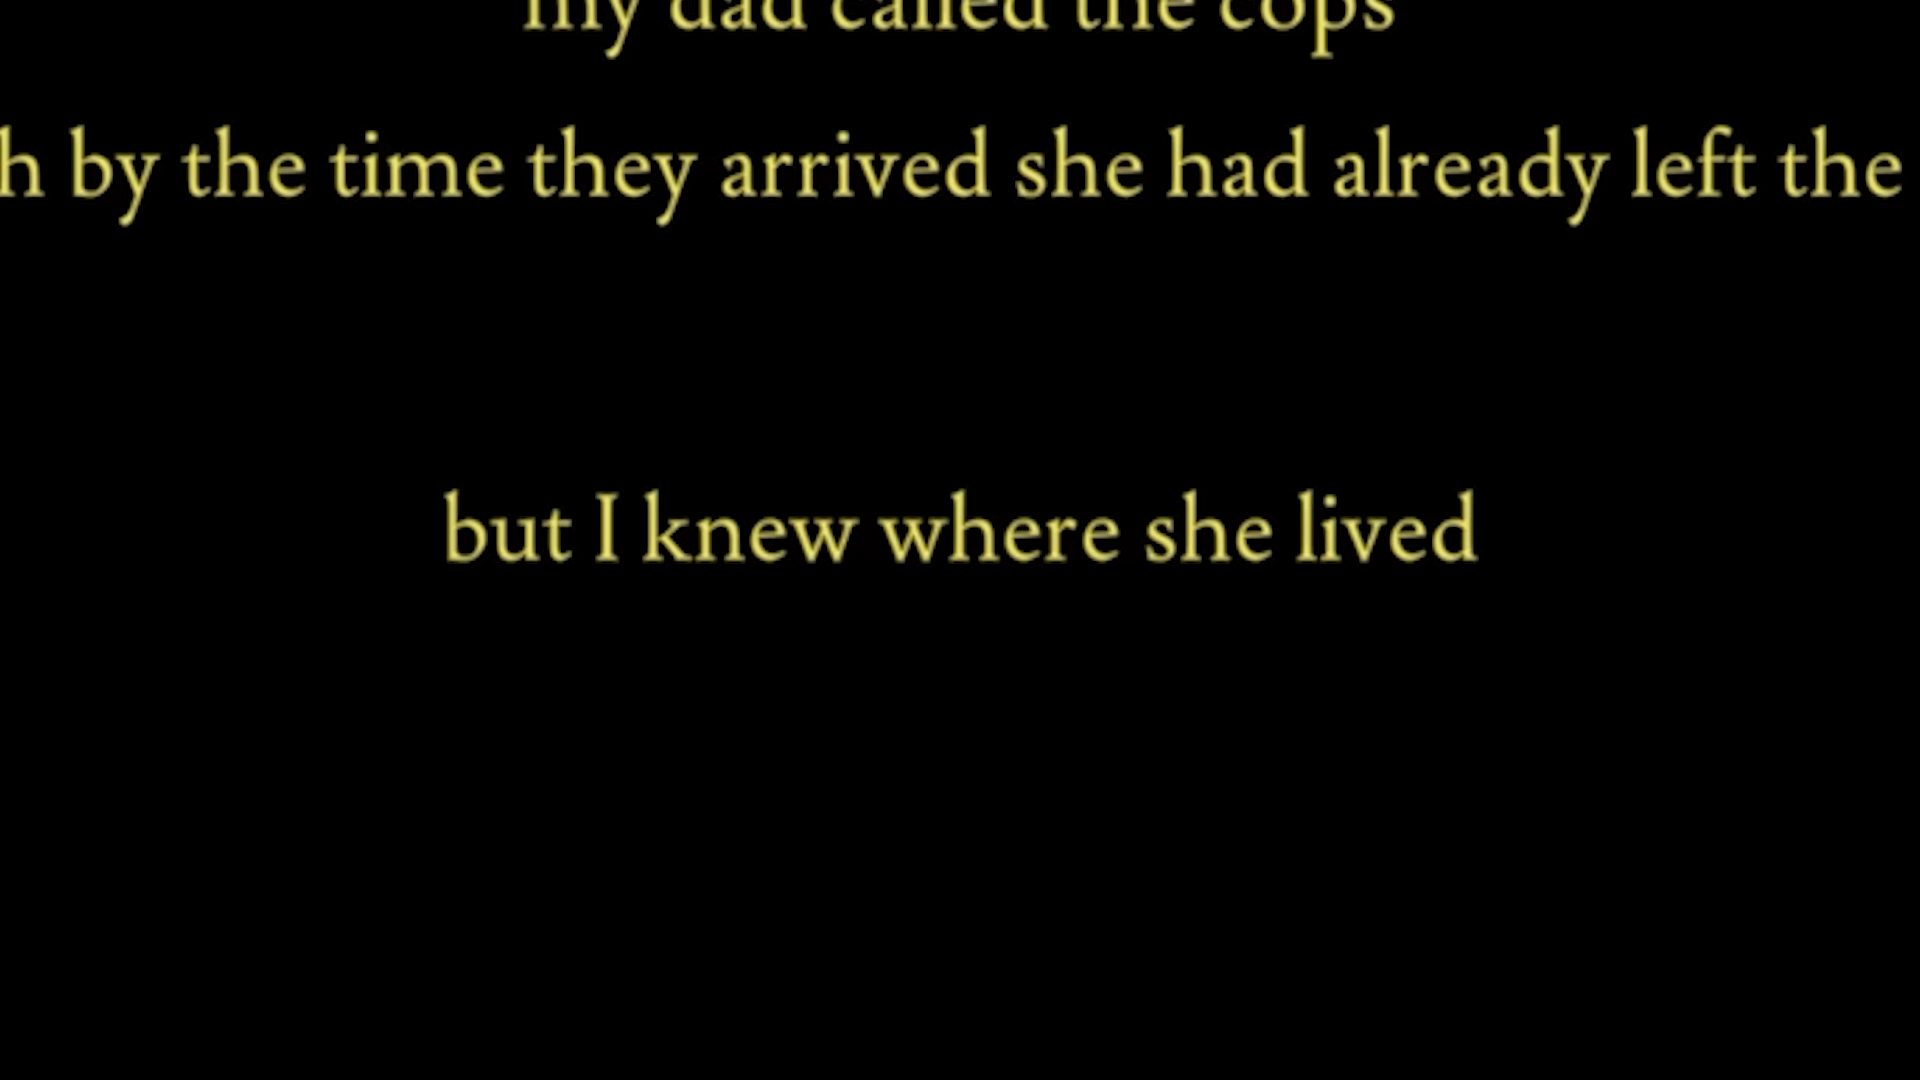 my dad called the cops
h by the time they arrived she had already left the
but I knew where she lived